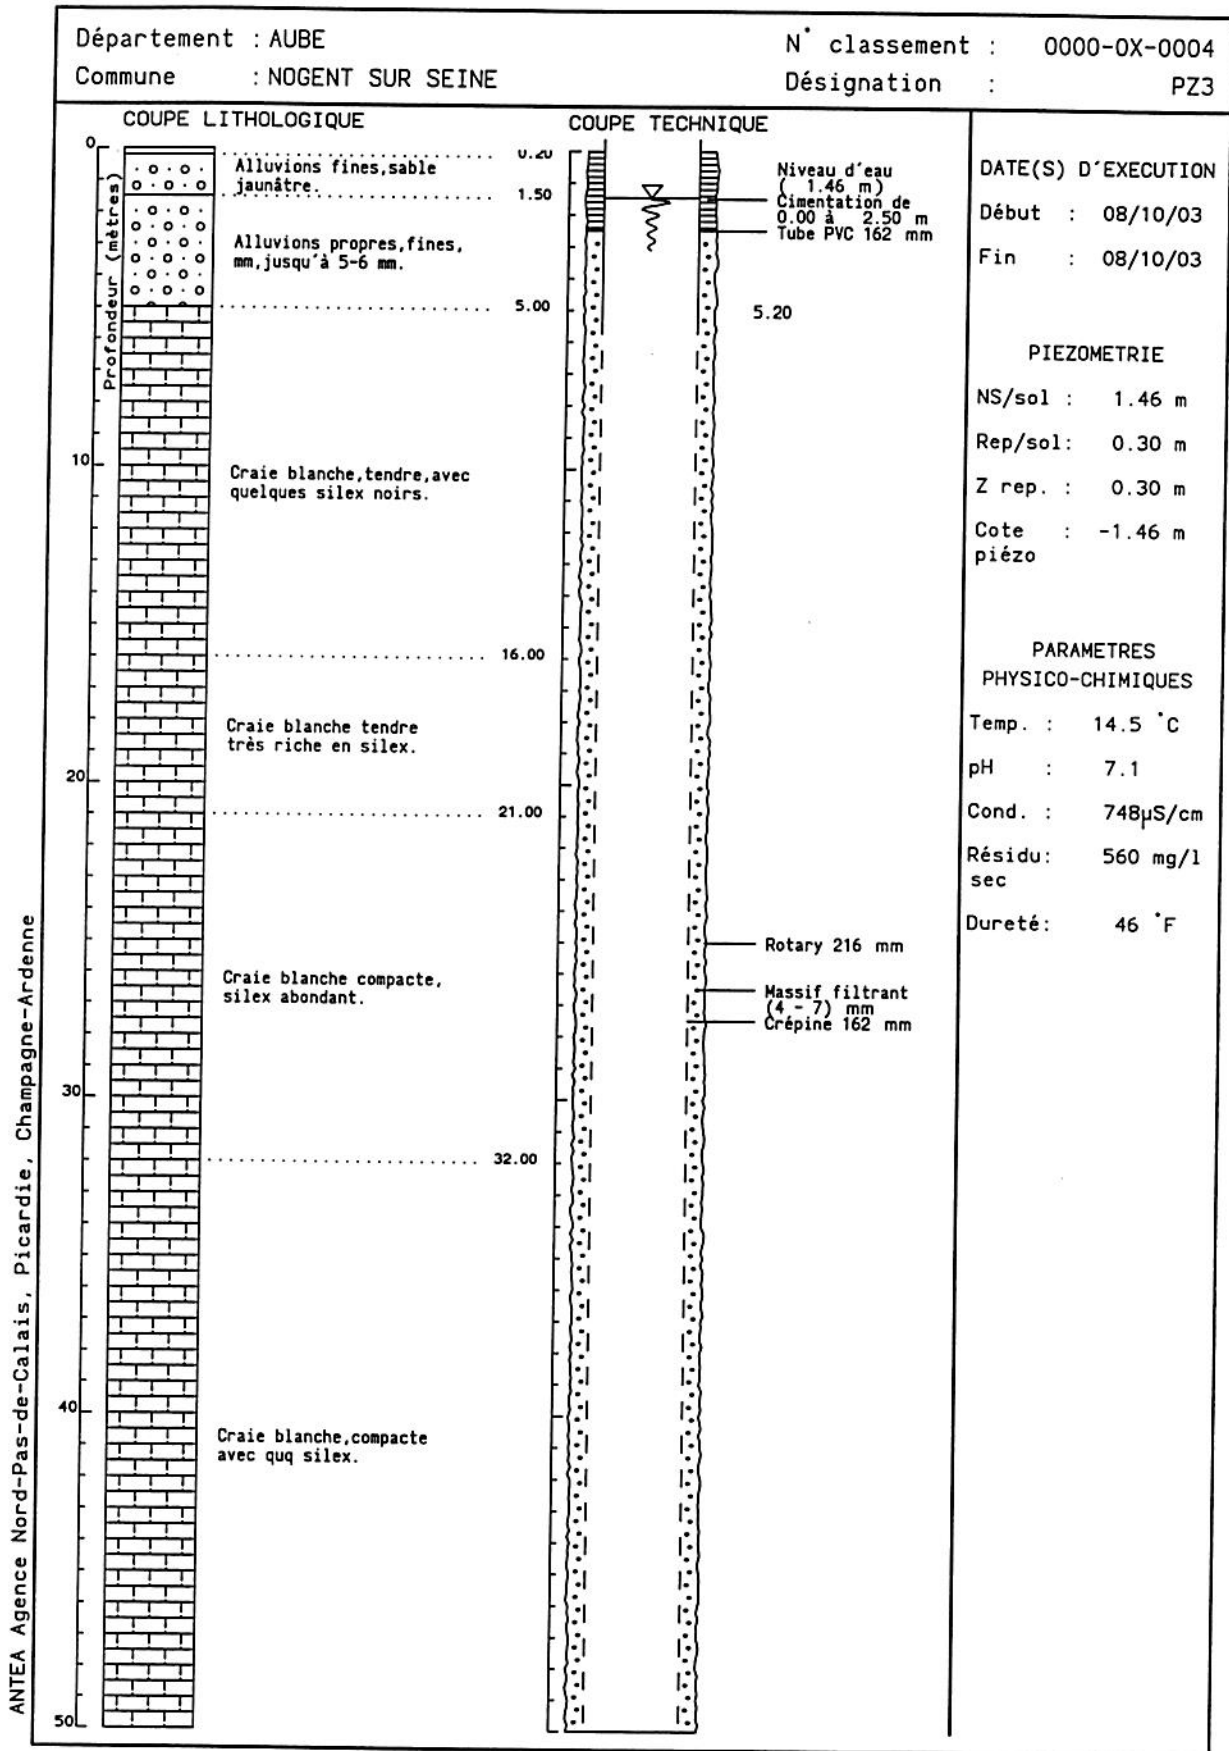 Département : AUBE
Commune : NOGENT SUR SEINE
N° classement : 0000-0X-0004
Désignation : PZ3
COUPE LITHOLOGIQUE
Profondeur (mètres)
0
10
20
30
40
50
Alluvions fines,sable
jaunâtre.
Alluvions propres,fines,
mm,jusqu'à 5-6 mm.
Craie blanche,tendre,avec
quelques silex noirs.
Craie blanche tendre
très riche en silex.
Craie blanche compacte,
silex abondant.
Craie blanche,compacte
avec quq silex.
0.20
1.50
5.00
16.00
21.00
32.00
COUPE TECHNIQUE
Niveau d'eau
( 1.46 m)
Cimentation de
0.00 à 2.50 m
Tube PVC 162 mm
5.20
Rotary 216 mm
Massif filtrant
(4 - 7) mm
Crépine 162 mm
DATE(S) D'EXECUTION
Début : 08/10/03
Fin : 08/10/03
PIEZOMETRIE
NS/sol : 1.46 m
Rep/sol: 0.30 m
Z rep. : 0.30 m
Cote : -1.46 m
piézo
PARAMETRES
PHYSICO-CHIMIQUES
Temp. : 14.5 °C
pH : 7.1
Cond. : 748µS/cm
Résidu: 560 mg/l
sec
Dureté: 46 °F
ANTEA Agence Nord-Pas-de-Calais, Picardie, Champagne-Ardenne